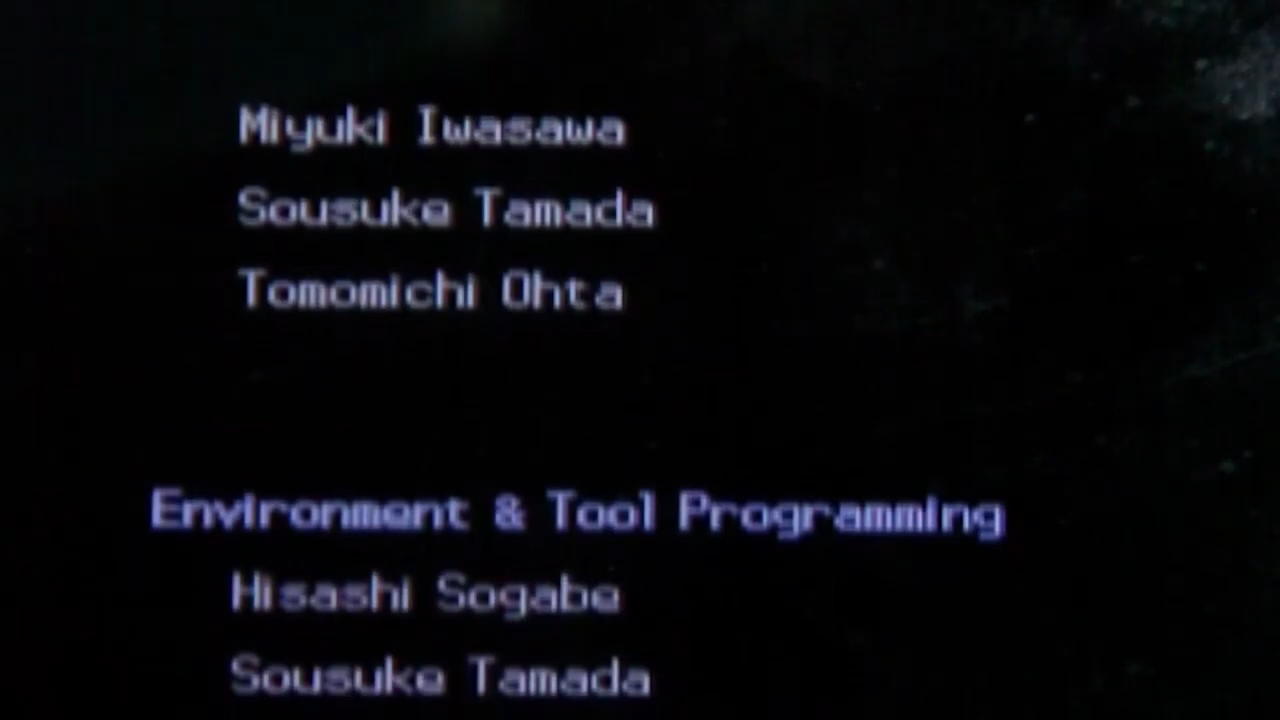 Miyuki Iwasawa
Sousuke Tamada
Tomomichi Ohta
Environment & Tool Programming
Hisashi Sogabe
Sousuke Tamada